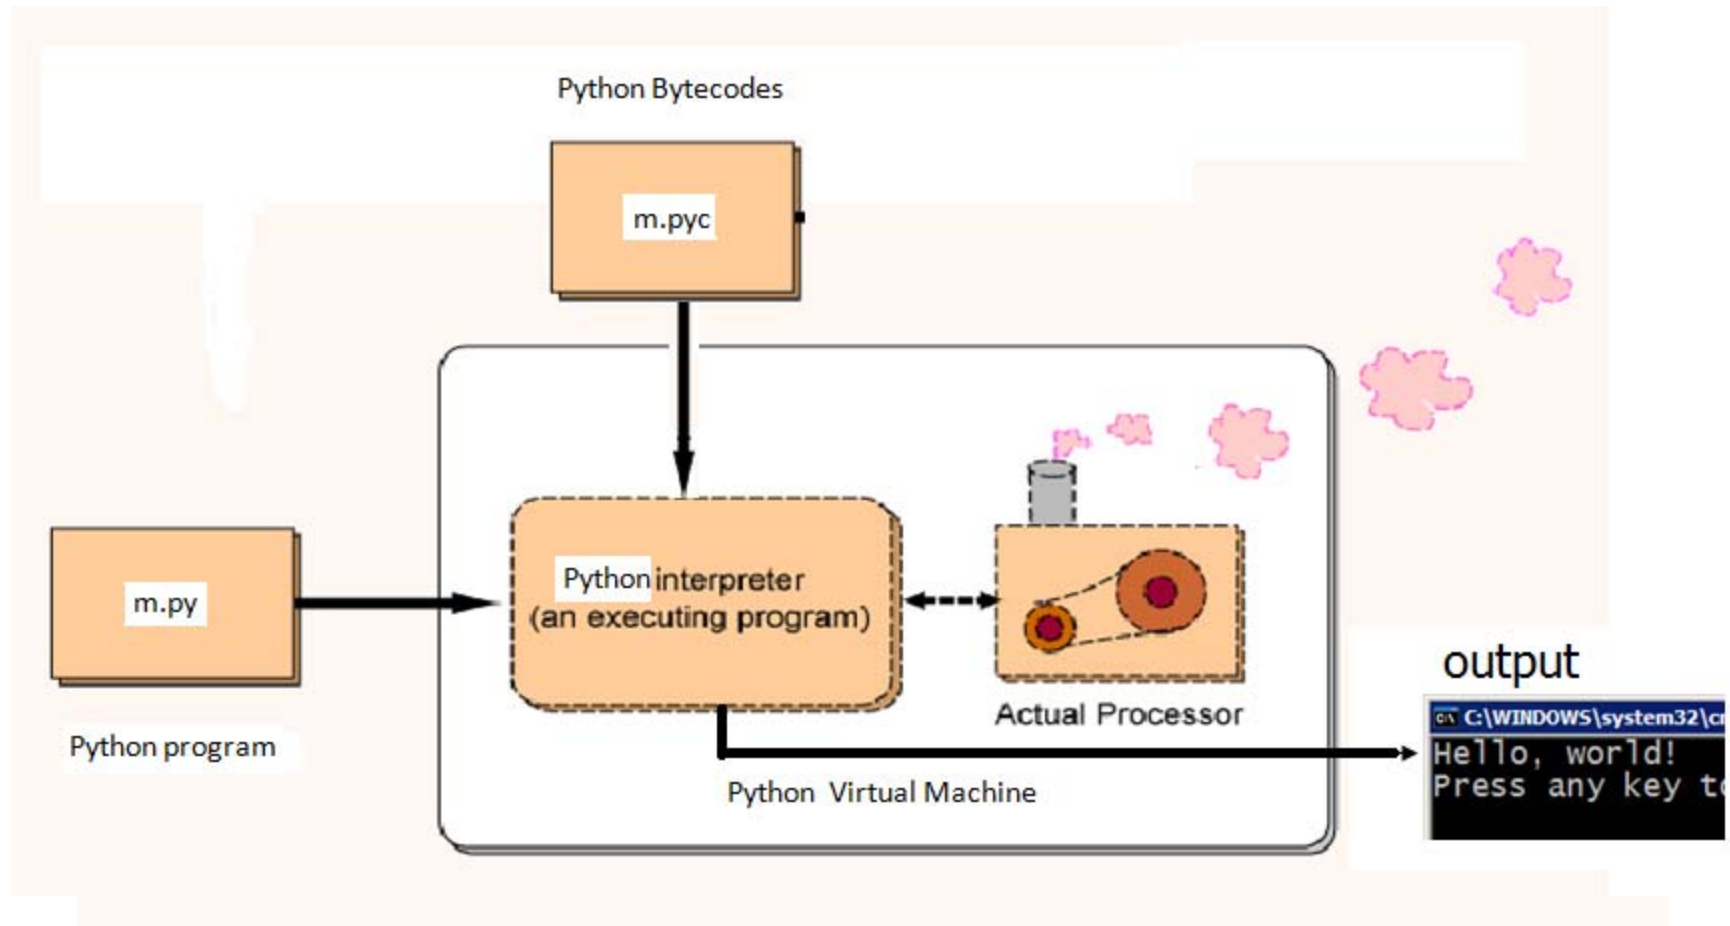 Python Bytecodes
m.pyc
Python interpreter
(an executing program)
m.py
Python program
Actual Processor
Python Virtual Machine
output
C:\WINDOWS\system32\
Hello, world!
Press any key